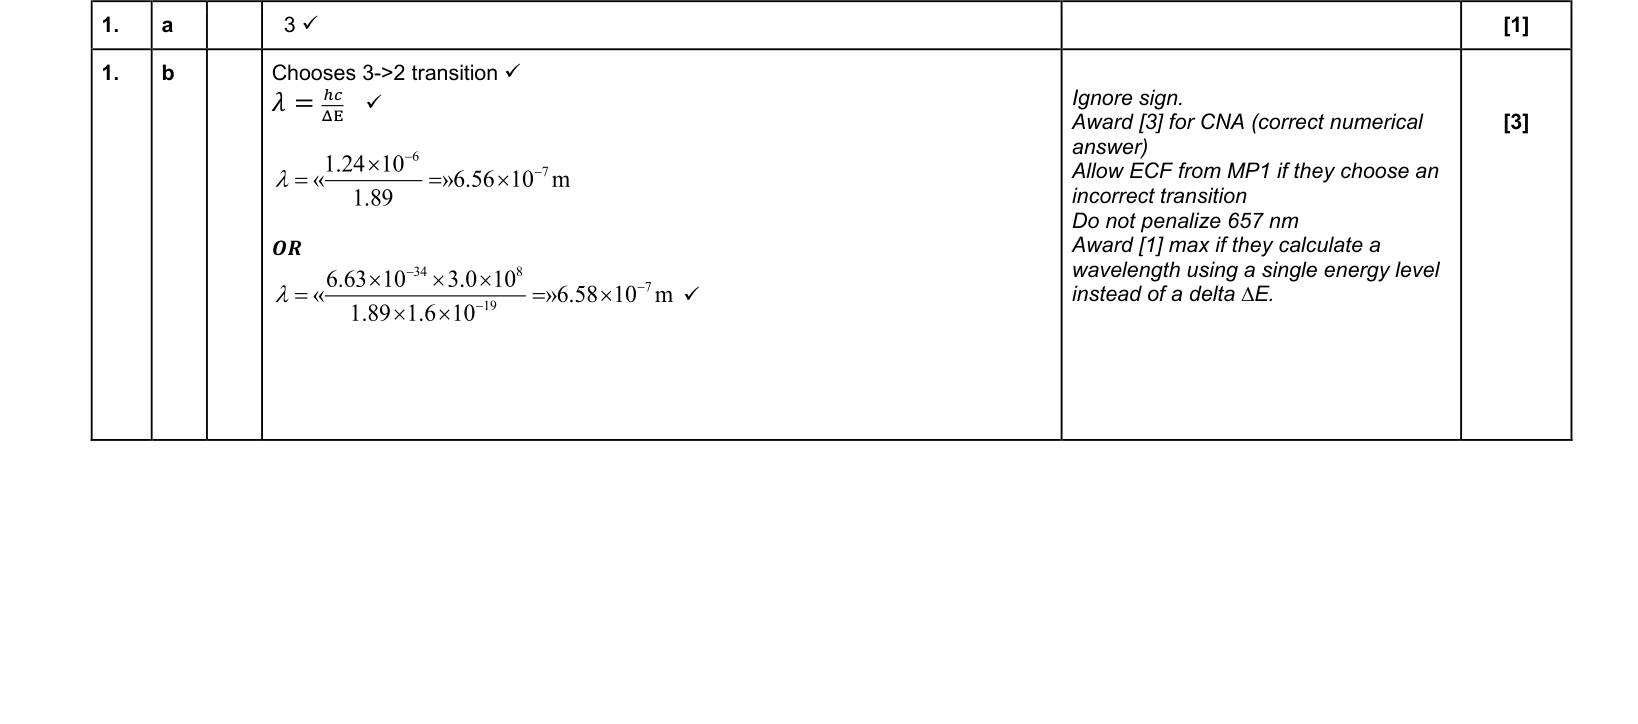 1. a 3 ✓ [1]
1. b Chooses 3->2 transition ✓
λ = hc/ΔE ✓
λ = «1.24×10⁻⁶/1.89 =»6.56×10⁻⁷ m
OR
λ = «6.63×10⁻³⁴ ×3.0×10⁸/1.89×1.6×10⁻¹⁹ =»6.58×10⁻⁷ m ✓
Ignore sign.
Award [3] for CNA (correct numerical
answer)
Allow ECF from MP1 if they choose an
incorrect transition
Do not penalize 657 nm
Award [1] max if they calculate a
wavelength using a single energy level
instead of a delta ΔE.
[3]